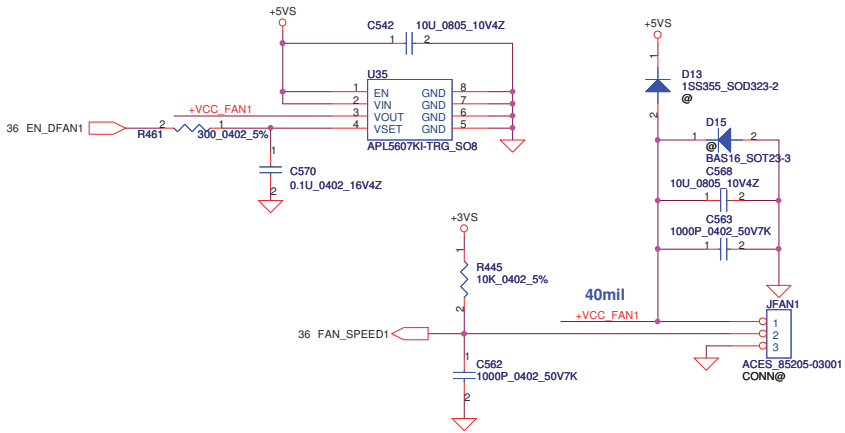 +5VS
C542 10U_0805_10V4Z
1 2
U35
1 EN GND 8
2 VIN GND 7
+VCC_FAN1 3 VOUT GND 6
4 VSET GND 5
APL5607KI-TRG_SO8
36 EN_DFAN1
2 1
R461 300_0402_5%
1
C570
0.1U_0402_16V4Z
2
+5VS
1
D13
1SS355_SOD323-2
@
2
D15
1 2
@
BAS16_SOT23-3
C568
10U_0805_10V4Z
1 2
C563
1000P_0402_50V7K
1 2
+3VS
1
R445
10K_0402_5%
2
36 FAN_SPEED1
1
C562
1000P_0402_50V7K
2
40mil
+VCC_FAN1
JFAN1
1
2
3
ACES_85205-03001
CONN@